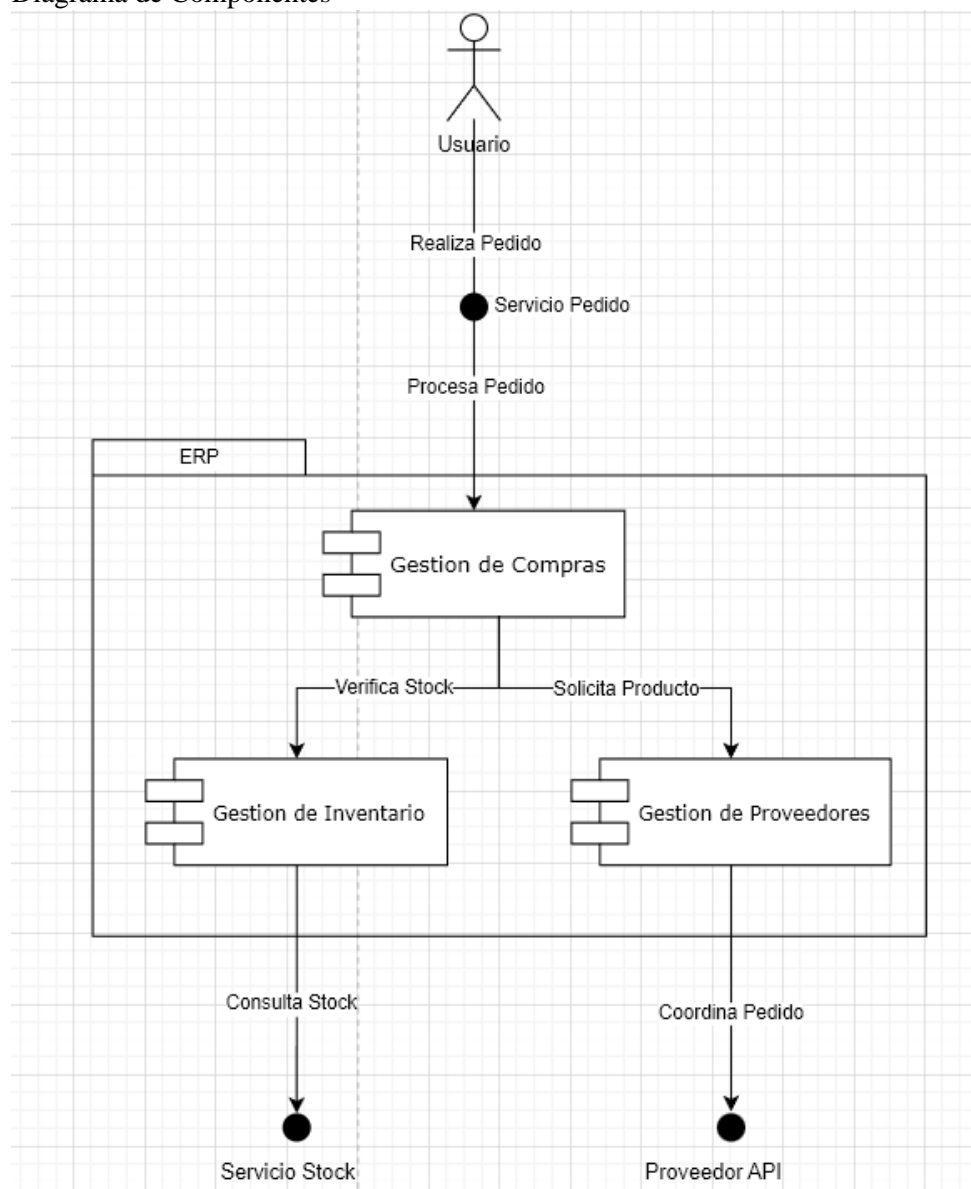 Diagrama de Componentes
Usuario
Realiza Pedido
Servicio Pedido
Procesa Pedido
ERP
Gestion de Compras
Verifica Stock
Solicita Producto
Gestion de Inventario
Gestion de Proveedores
Consulta Stock
Coordina Pedido
Servicio Stock
Proveedor API